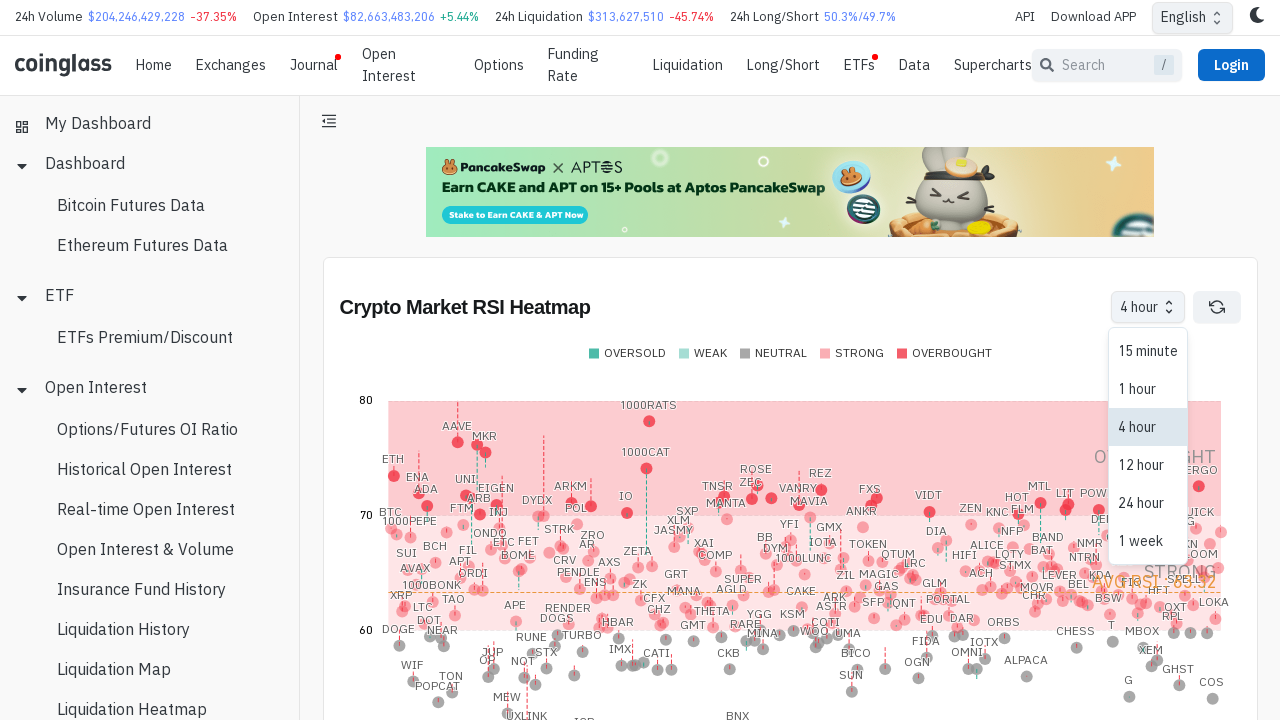 24h Volume $204,246,429,228 -37.35% Open Interest $82,663,483,206 +5.44% 24h Liquidation $313,627,510 -45.74% 24h Long/Short 50.3%/49.7% API Download APP English
coinglass Home Exchanges Journal Open Interest Options Funding Rate Liquidation Long/Short ETFs Data Supercharts Search / Login
My Dashboard
Dashboard
Bitcoin Futures Data
Ethereum Futures Data
ETF
ETFs Premium/Discount
Open Interest
Options/Futures OI Ratio
Historical Open Interest
Real-time Open Interest
Open Interest & Volume
Insurance Fund History
Liquidation History
Liquidation Map
Liquidation Heatmap
PancakeSwap × APTOS
Earn CAKE and APT on 15+ Pools at Aptos PancakeSwap
Stake to Earn CAKE & APT Now
Crypto Market RSI Heatmap
4 hour
15 minute
1 hour
4 hour
12 hour
24 hour
1 week
OVERSOLD WEAK NEUTRAL STRONG OVERBOUGHT
80
1000RATS
AAVE
MKR
ETH
1000CAT
ROSE
REZ
ERGO
ENA
ADA
UNI
EIGEN
ARKM
TNSR
ZEC
VANRY
FXS
MTL
LIT
POW
ARB
DYDX
IO
MANTA
MAVIA
VIDT
HOT
70
BTC
1000PEPE
FTM
INJ
POL
SXP
ANKR
ZEN
KNC
FLM
ONDO
STRK
ZRO
XLM
JASMY
YFI
GMX
DIA
NFP
BAND
SUI
BCH
FIL
ETC
FET
BOME
AR
ZETA
XAI
COMP
BB
DYM
IOTA
1000LUNC
TOKEN
QTUM
LRC
HIFI
ALICE
LQTY
BAT
NMR
NTRN
AVAX
APT
ORDI
CRV
PENDLE
AXS
GRT
SUPER
ZIL
MAGIC
ACH
STMX
LEVER
KDA
STRONG
1000BONK
ENS
ZK
MANA
AGLD
CAKE
ARK
GAS
GLM
MOVR
BEL
SPELL
XRP
LTC
TAO
APE
RENDER
CFX
CHZ
THETA
YGG
KSM
ASTR
SFP
QNT
PORTAL
CHR
BSW
HFT
OXT
LOKA
DOT
DOGS
HBAR
GMT
RARE
COTI
EDU
DAR
ORBS
RPL
60
DOGE
NEAR
RUNE
TURBO
MINA
WOO
UMA
FIDA
IOTX
CHESS
T
MBOX
WIF
JUP
OP
NOT
STX
IMX
CATI
CKB
BICO
OGN
OMNI
ALPACA
XEM
GHST
TON
POPCAT
SUN
G
COS
MEW
UXLINK
BNX